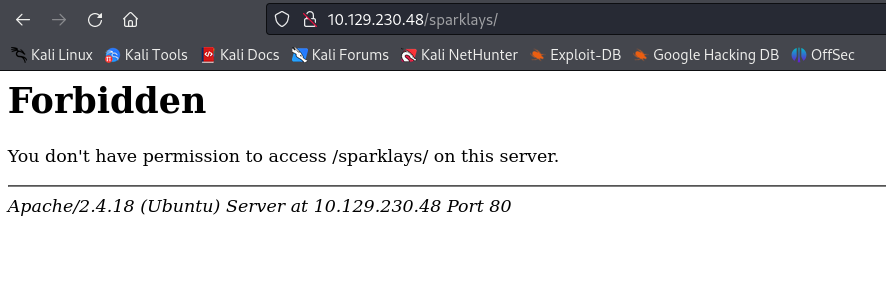 10.129.230.48/sparklays/
Kali Linux Kali Tools Kali Docs Kali Forums Kali NetHunter Exploit-DB Google Hacking DB OffSec
Forbidden
You don't have permission to access /sparklays/ on this server.
Apache/2.4.18 (Ubuntu) Server at 10.129.230.48 Port 80